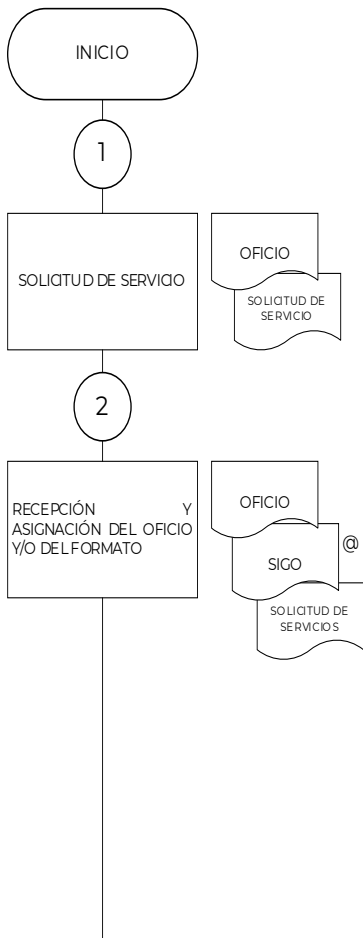 INICIO
1
SOLICITUD DE SERVICIO
OFICIO
SOLICITUD DE
SERVICIO
2
RECEPCIÓN Y
ASIGNACIÓN DEL OFICIO
Y/O DEL FORMATO
OFICIO
@
SIGO
SOLICITUD DE
SERVICIOS